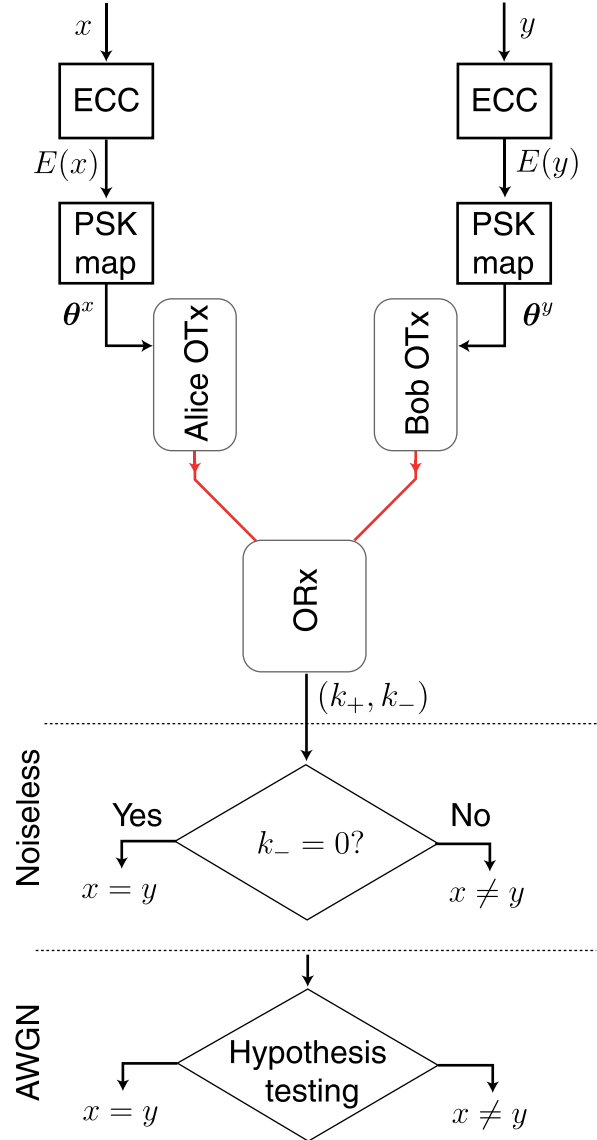 x
y
ECC
ECC
E(x)
E(y)
PSK
map
PSK
map
θ^x
θ^y
Alice OTx
Bob OTx
ORx
(k_+, k_-)
Noiseless
Yes
No
k_- = 0?
x = y
x ≠ y
AWGN
Hypothesis
testing
x = y
x ≠ y